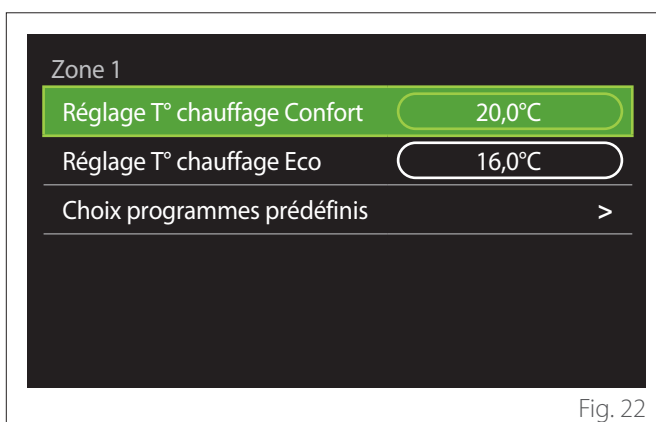 Zone 1
Réglage T° chauffage Confort 20,0°C
Réglage T° chauffage Eco 16,0°C
Choix programmes prédéfinis >
Fig. 22